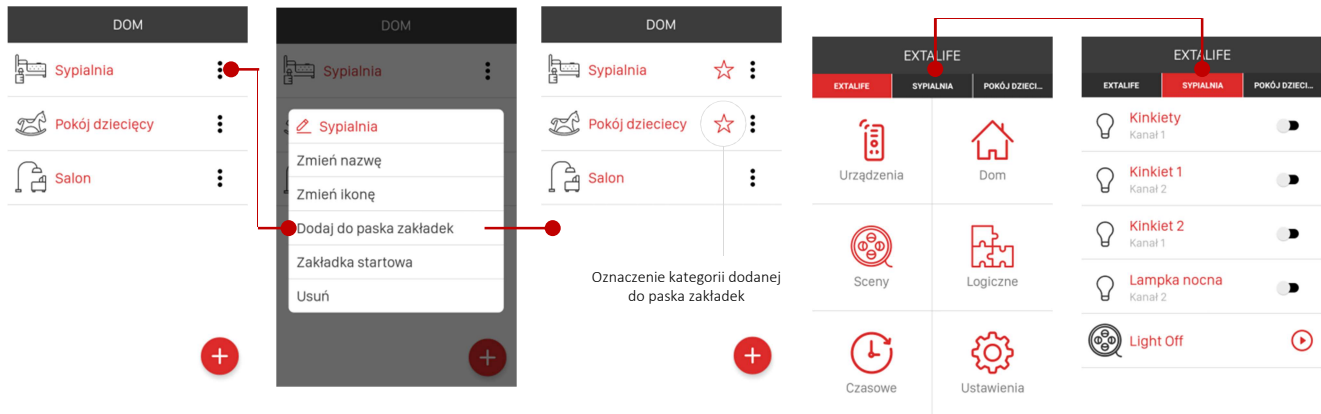 DOM
Sypialnia
Pokój dziecięcy
Salon
DOM
Sypialnia
Sypialnia
Zmień nazwę
Zmień ikonę
Dodaj do paska zakładek
Zakładka startowa
Usuń
DOM
Sypialnia
Pokój dzieciecy
Salon
Oznaczenie kategorii dodanej
do paska zakładek
EXTALIFE
EXTALIFE SYPIALNIA POKÓJ DZIECI...
Urządzenia Dom
Sceny Logiczne
Czasowe Ustawienia
EXTALIFE
EXTALIFE SYPIALNIA POKÓJ DZIECI...
Kinkiety
Kanał 1
Kinkiet 1
Kanał 2
Kinkiet 2
Kanał 1
Lampka nocna
Kanał 2
Light Off